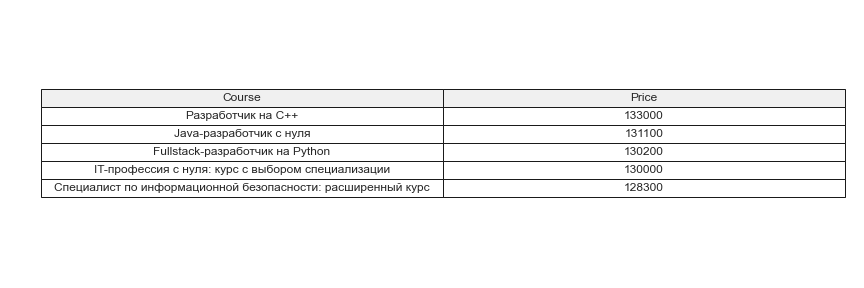 Course Price
Разработчик на C++ 133000
Java-разработчик с нуля 131100
Fullstack-разработчик на Python 130200
IT-профессия с нуля: курс с выбором специализации 130000
Специалист по информационной безопасности: расширенный курс 128300